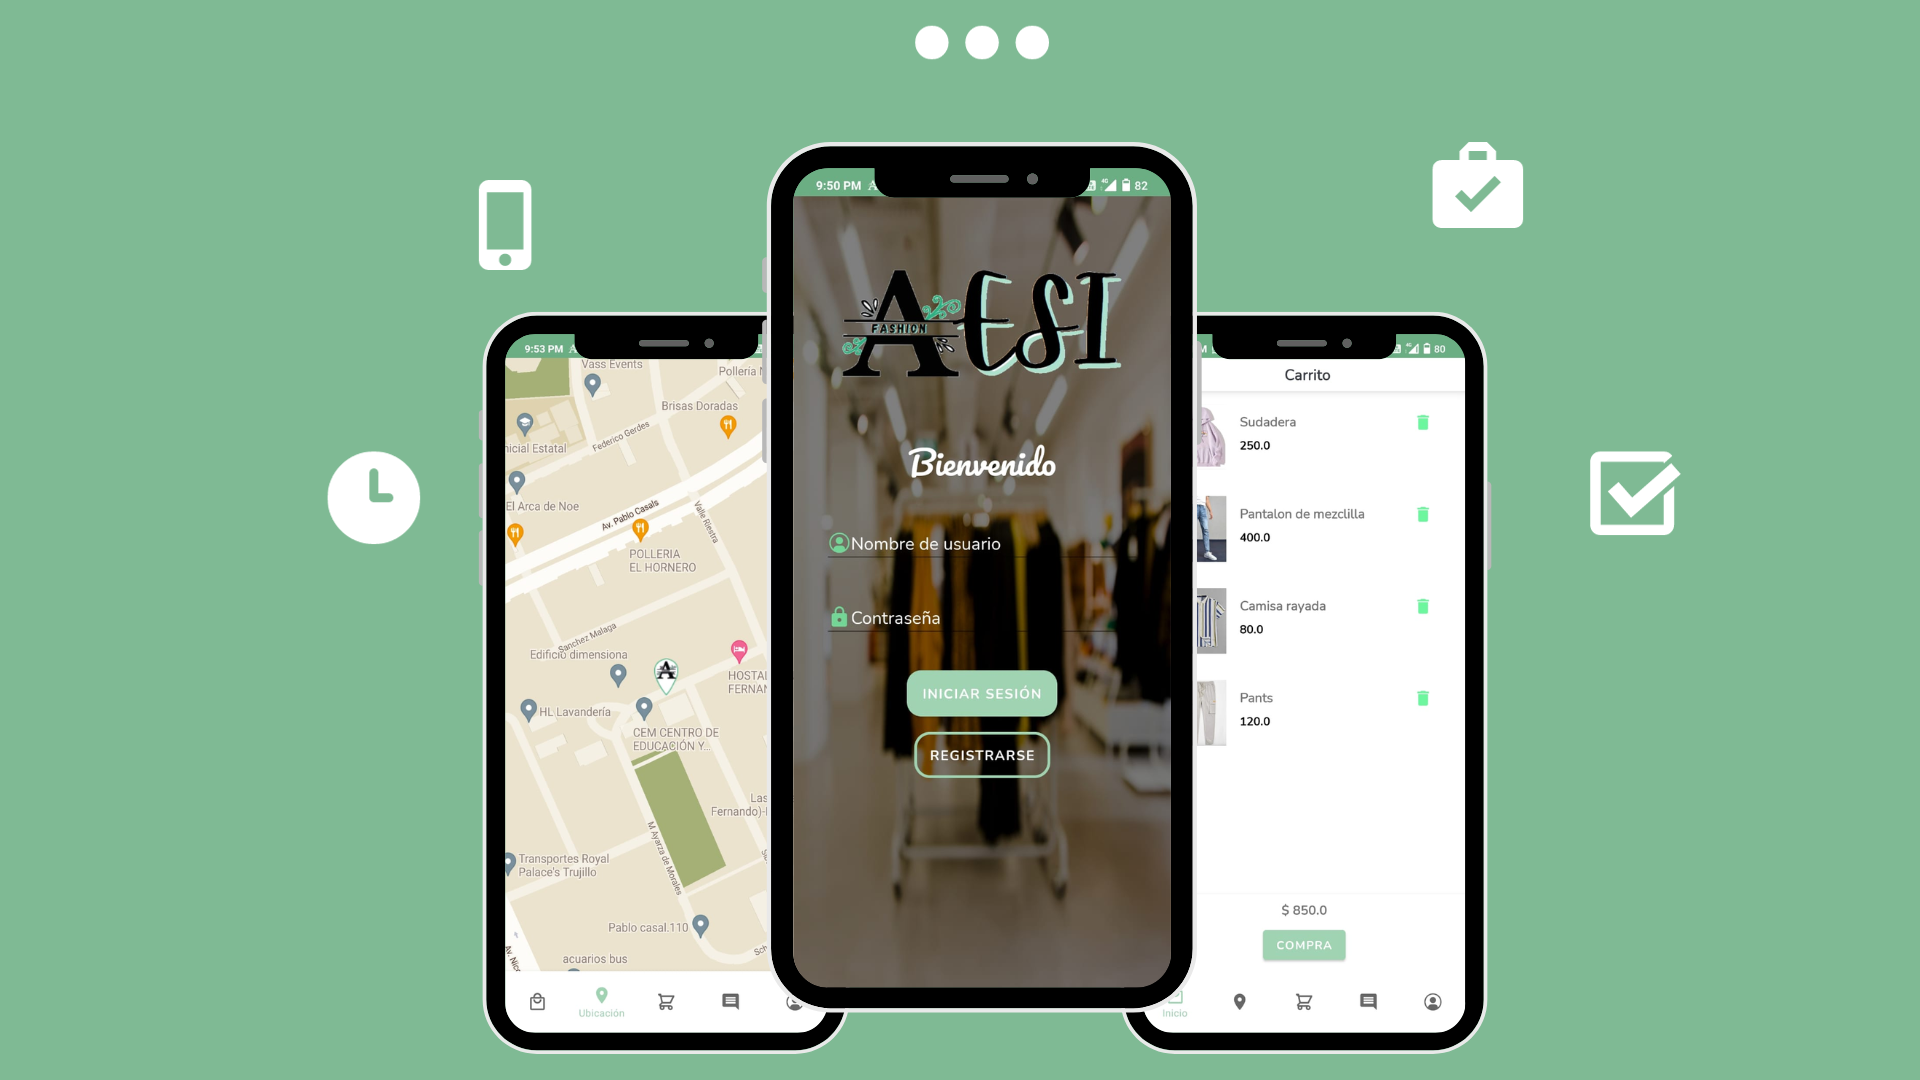 9:50 PM
82
AESI
FASHION
Bienvenido
Nombre de usuario
Contraseña
INICIAR SESIÓN
REGISTRARSE
9:53 PM
Vass Events
Polleria
Brisas Doradas
Federico Gerdes
nicial Estatal
El Arca de Noe
Av. Pablo Casals
Valle Riestra
POLLERIA
EL HORNERO
Sanchez Malaga
Edificio dimensiona
HOSTAL
FERNAN
HL Lavandería
CEM CENTRO DE
EDUCACIÓN Y...
Las
Fernando)-
M Ayarza de Morales
Transportes Royal
Palace's Trujillo
Pablo casal.110
acuarios bus
Ubicación
80
Carrito
Sudadera
250.0
Pantalon de mezclilla
400.0
Camisa rayada
80.0
Pants
120.0
$ 850.0
COMPRA
Inicio